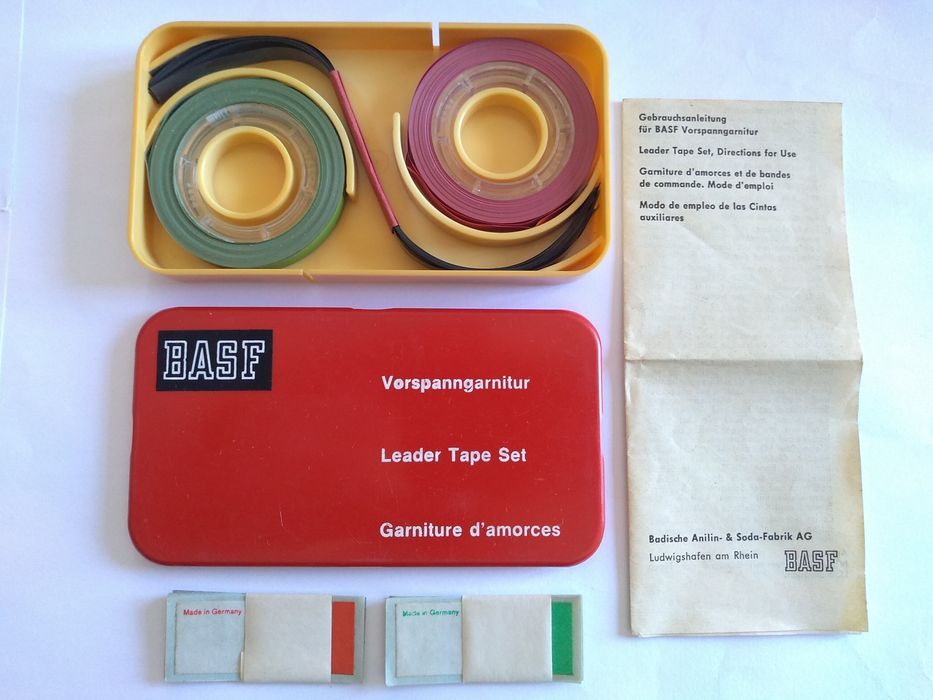 Gebrauchsanleitung
für BASF Vorspanngarnitur
Leader Tape Set, Directions for Use
Garniture d'amorces et de bandes
de commande. Mode d'emploi
Modo de empleo de las Cintas
auxiliares
Badische Anilin- & Soda-Fabrik AG
Ludwigshafen am Rhein
BASF
BASF
Vorspanngarnitur
Leader Tape Set
Garniture d'amorces
Made in Germany
Made in Germany